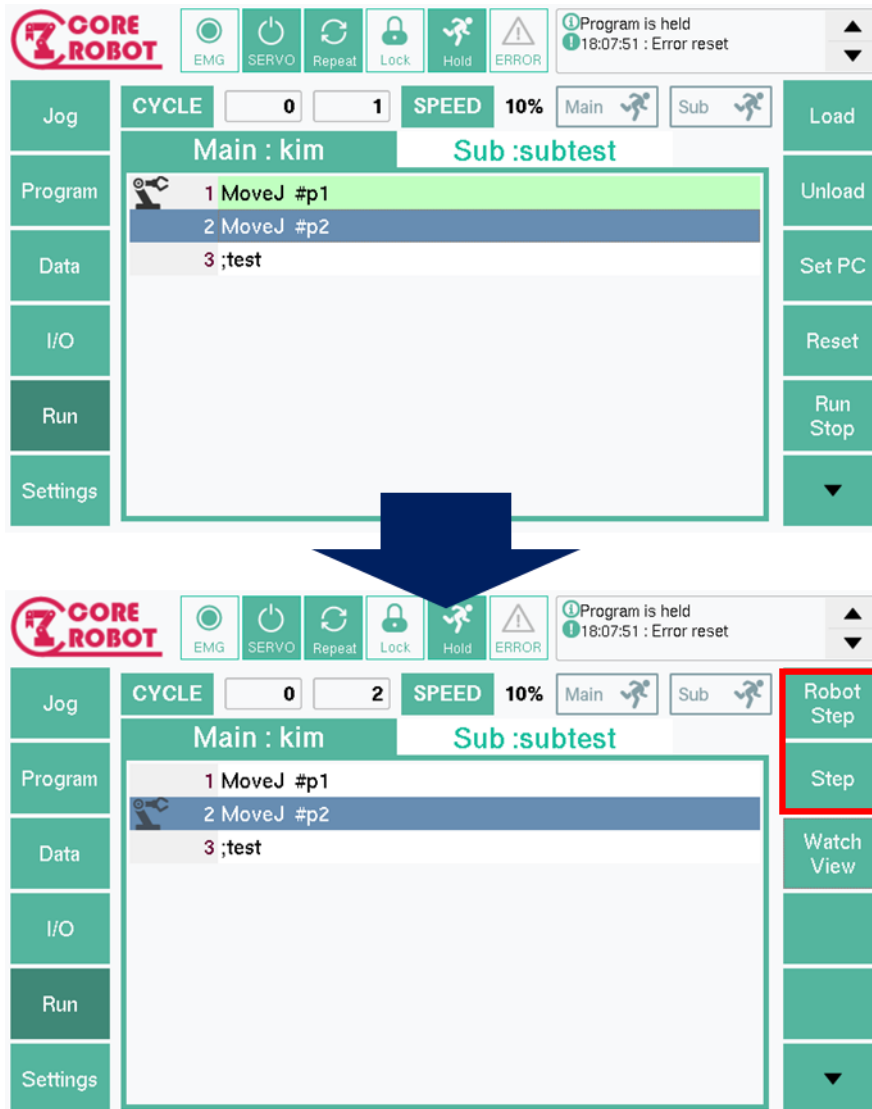 CORE
ROBOT
EMG
SERVO
Repeat
Lock
Hold
ERROR
Program is held
18:07:51 : Error reset
CYCLE 0 1 SPEED 10% Main Sub
Main : kim Sub :subtest
Jog
Program
Data
I/O
Run
Settings
1 MoveJ #p1
2 MoveJ #p2
3 ;test
Load
Unload
Set PC
Reset
Run
Stop
CORE
ROBOT
EMG
SERVO
Repeat
Lock
Hold
ERROR
Program is held
18:07:51 : Error reset
CYCLE 0 2 SPEED 10% Main Sub
Main : kim Sub :subtest
Jog
Program
Data
I/O
Run
Settings
1 MoveJ #p1
2 MoveJ #p2
3 ;test
Robot
Step
Step
Watch
View